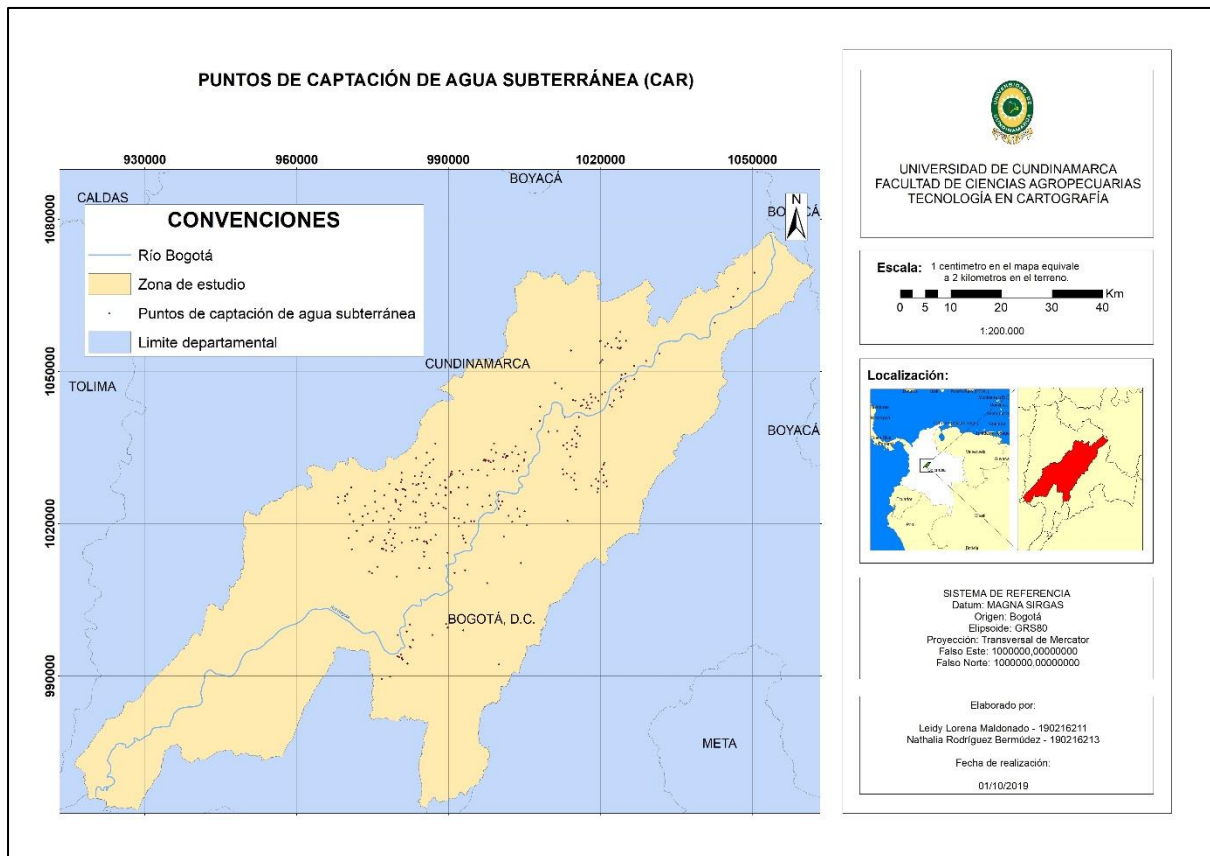 PUNTOS DE CAPTACIÓN DE AGUA SUBTERRÁNEA (CAR)
930000
960000
990000
1020000
1050000
BOYACÁ
CALDAS
BOYACÁ
N
1080000
1050000
1020000
990000
CONVENCIONES
Río Bogotá
Zona de estudio
Puntos de captación de agua subterránea
Limite departamental
CUNDINAMARCA
TOLIMA
BOYACÁ
BOGOTÁ, D.C.
META
UNIVERSIDAD DE CUNDINAMARCA
FACULTAD DE CIENCIAS AGROPECUARIAS
TECNOLOGÍA EN CARTOGRAFÍA
Escala: 1 centimetro en el mapa equivale
a 2 kilometros en el terreno.
Km
0 5 10 20 30 40
1:200.000
Localización:
SISTEMA DE REFERENCIA
Datum: MAGNA SIRGAS
Origen: Bogotá
Elipsoide: GRS80
Proyección: Transversal de Mercator
Falso Este: 1000000,00000000
Falso Norte: 1000000,00000000
Elaborado por:
Leidy Lorena Maldonado - 190216211
Nathalia Rodríguez Bermúdez - 190216213
Fecha de realización:
01/10/2019